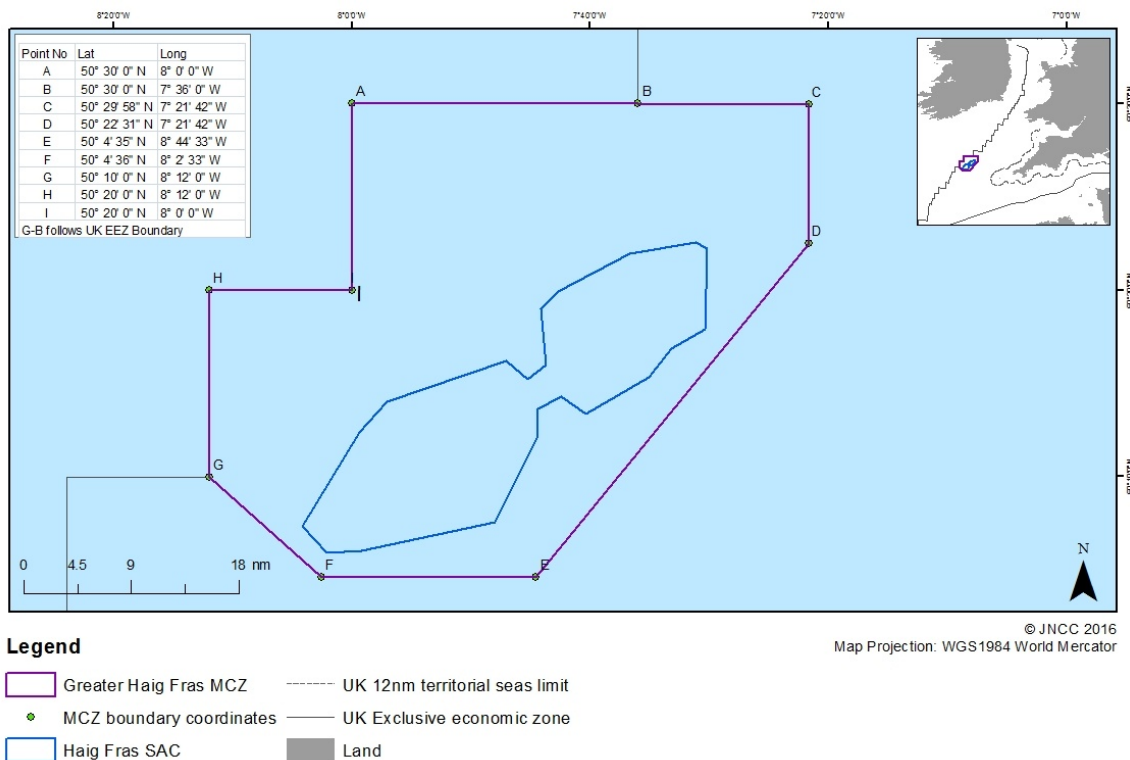 8°20'0"W 8°0'0"W 7°40'0"W 7°20'0"W 7°0'0"W
Point No Lat Long
A 50° 30' 0" N 8° 0' 0" W
B 50° 30' 0" N 7° 36' 0" W
C 50° 29' 58" N 7° 21' 42" W
D 50° 22' 31" N 7° 21' 42" W
E 50° 4' 35" N 8° 44' 33" W
F 50° 4' 36" N 8° 2' 33" W
G 50° 10' 0" N 8° 12' 0" W
H 50° 20' 0" N 8° 12' 0" W
I 50° 20' 0" N 8° 0' 0" W
G-B follows UK EEZ Boundary
A
B
C
D
H
I
G
F
E
0 4.5 9 18 nm
N
© JNCC 2016
Map Projection: WGS1984 World Mercator
Legend
Greater Haig Fras MCZ
MCZ boundary coordinates
Haig Fras SAC
UK 12nm territorial seas limit
UK Exclusive economic zone
Land